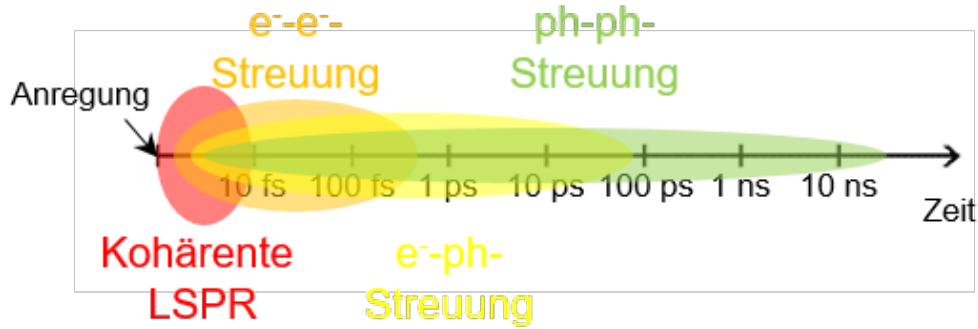 e⁻-e⁻-
Streuung
ph-ph-
Streuung
Anregung
10 fs
100 fs
1 ps
10 ps
100 ps
1 ns
10 ns
Zeit
Kohärente
LSPR
e⁻-ph-
Streuung